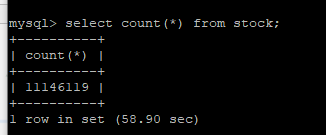 mysql> select count(*) from stock;
+----------+
| count(*) |
+----------+
| 11146119 |
+----------+
1 row in set (58.90 sec)